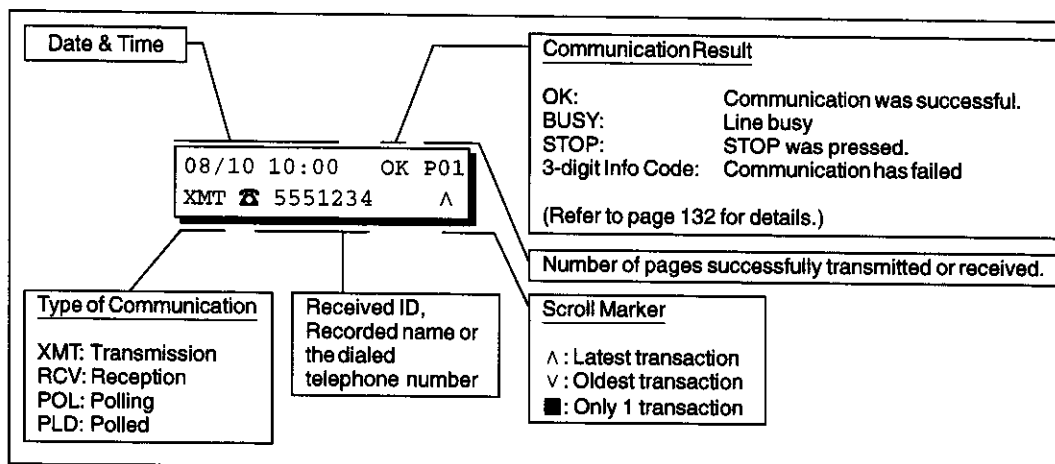 Date & Time
Communication Result
OK: Communication was successful.
BUSY: Line busy
STOP: STOP was pressed.
3-digit Info Code: Communication has failed
(Refer to page 132 for details.)
08/10 10:00 OK P01
XMT ☎ 5551234 ∧
Number of pages successfully transmitted or received.
Type of Communication
XMT: Transmission
RCV: Reception
POL: Polling
PLD: Polled
Received ID,
Recorded name or
the dialed
telephone number
Scroll Marker
∧: Latest transaction
∨: Oldest transaction
■: Only 1 transaction